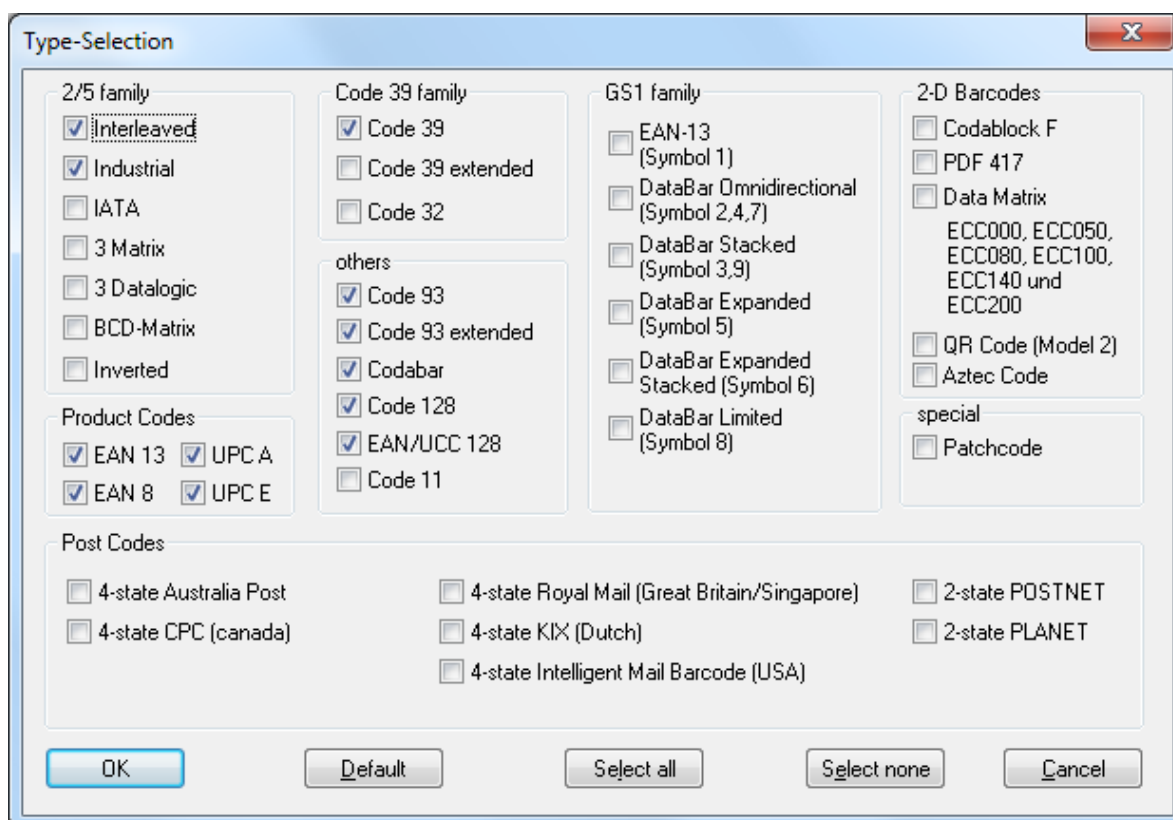 Type-Selection
X
2/5 family
Interleaved
Industrial
IATA
3 Matrix
3 Datalogic
BCD-Matrix
Inverted
Product Codes
EAN 13 UPC A
EAN 8 UPC E
Code 39 family
Code 39
Code 39 extended
Code 32
others
Code 93
Code 93 extended
Codabar
Code 128
EAN/UCC 128
Code 11
GS1 family
EAN-13
(Symbol 1)
DataBar Omnidirectional
(Symbol 2,4,7)
DataBar Stacked
(Symbol 3,9)
DataBar Expanded
(Symbol 5)
DataBar Expanded
Stacked (Symbol 6)
DataBar Limited
(Symbol 8)
2-D Barcodes
Codablock F
PDF 417
Data Matrix
ECC000, ECC050,
ECC080, ECC100,
ECC140 und
ECC200
QR Code (Model 2)
Aztec Code
special
Patchcode
Post Codes
4-state Australia Post
4-state CPC (canada)
4-state Royal Mail (Great Britain/Singapore)
4-state KIX (Dutch)
4-state Intelligent Mail Barcode (USA)
2-state POSTNET
2-state PLANET
OK Default Select all Select none Cancel